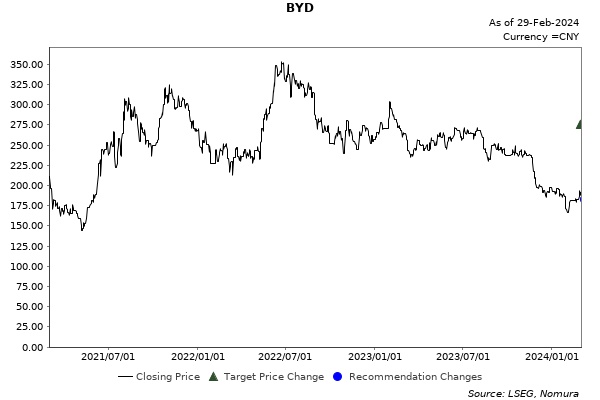 BYD
As of 29-Feb-2024
Currency =CNY
350.00
325.00
300.00
275.00
250.00
225.00
200.00
175.00
150.00
125.00
100.00
75.00
50.00
25.00
0.00
2021/07/01 2022/01/01 2022/07/01 2023/01/01 2023/07/01 2024/01/01
Closing Price Target Price Change Recommendation Changes
Source: LSEG, Nomura